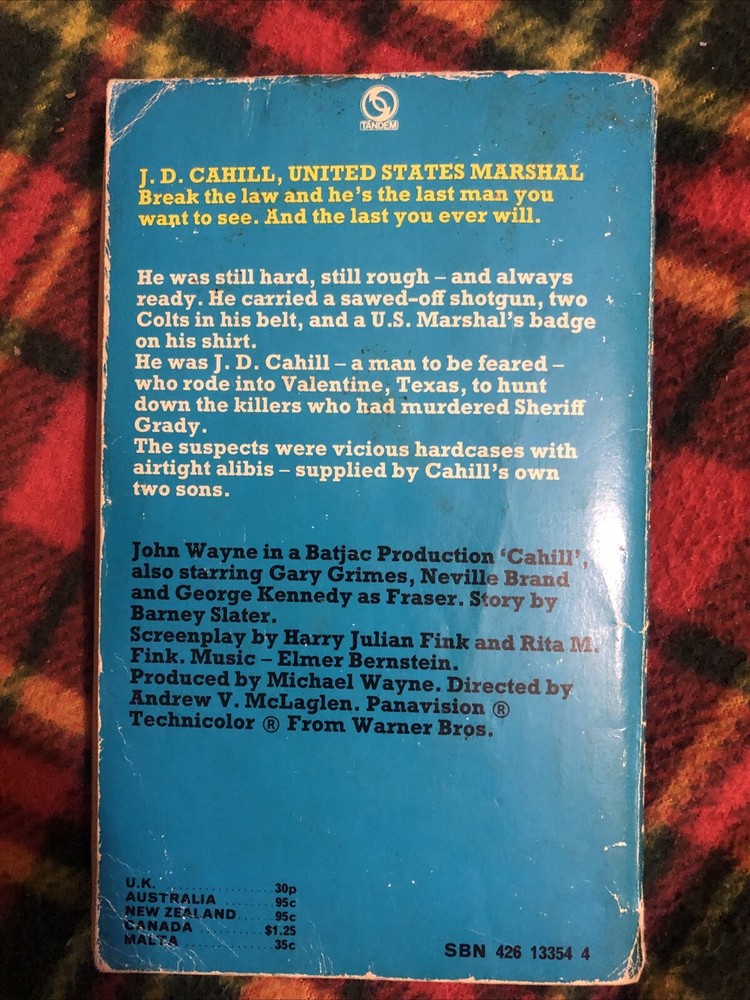 TANDEM
J. D. CAHILL, UNITED STATES MARSHAL
Break the law and he's the last man you
want to see. And the last you ever will.
He was still hard, still rough – and always
ready. He carried a sawed-off shotgun, two
Colts in his belt, and a U.S. Marshal's badge
on his shirt.
He was J. D. Cahill – a man to be feared –
who rode into Valentine, Texas, to hunt
down the killers who had murdered Sheriff
Grady.
The suspects were vicious hardcases with
airtight alibis – supplied by Cahill's own
two sons.
John Wayne in a Batjac Production 'Cahill',
also starring Gary Grimes, Neville Brand
and George Kennedy as Fraser. Story by
Barney Slater.
Screenplay by Harry Julian Fink and Rita M.
Fink. Music – Elmer Bernstein.
Produced by Michael Wayne. Directed by
Andrew V. McLaglen. Panavision ®
Technicolor ® From Warner Bros.
U.K. .................... 30p
AUSTRALIA ........... 95c
NEW ZEALAND ..... 95c
CANADA ............ $1.25
MALTA ................ 35c
SBN 426 13354 4